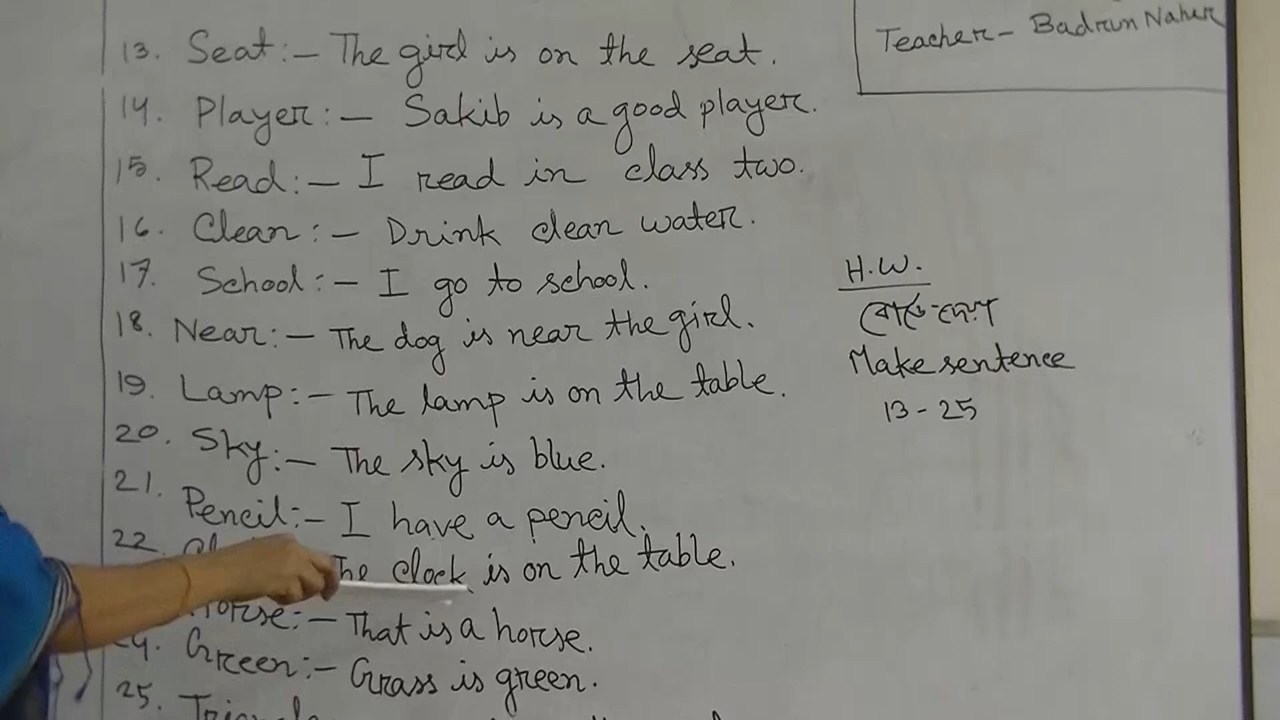 Teacher - Badrun Naher
13. Seat:- The girl is on the seat.
14. Player:- Sakib is a good player.
15. Read:- I read in class two.
16. Clean:- Drink clean water.
17. School:- I go to school.
18. Near:- The dog is near the girl.
19. Lamp:- The lamp is on the table.
20. Sky:- The sky is blue.
21. Pencil:- I have a pencil.
22. The clock is on the table.
Horse:- That is a horse.
24. Green:- Grass is green.
25.
H.W.
Make sentence
13-25